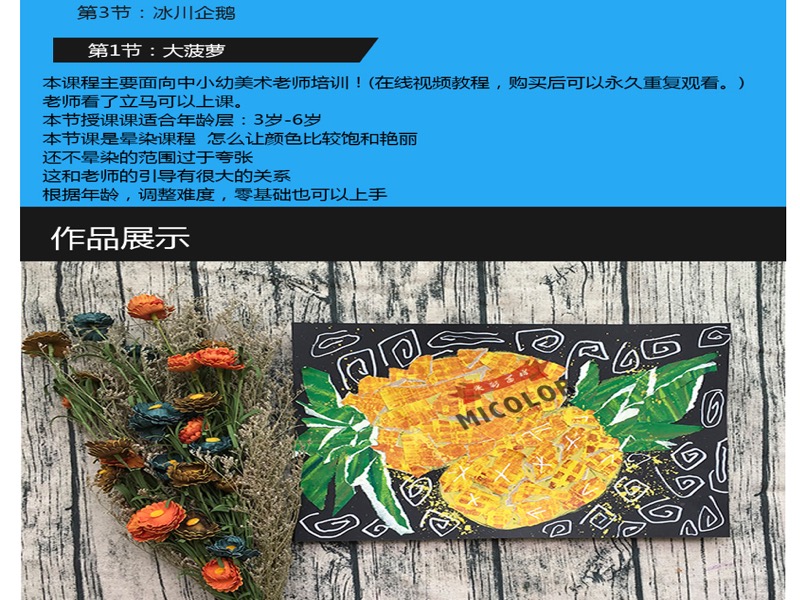 第3节：冰川企鹅
第1节：大菠萝
本课程主要面向中小幼美术老师培训！(在线视频教程，购买后可以永久重复观看。)
老师看了立马可以上课。
本节授课课适合年龄层：3岁-6岁
本节课是晕染课程 怎么让颜色比较饱和艳丽
还不晕染的范围过于夸张
这和老师的引导有很大的关系
根据年龄，调整难度，零基础也可以上手
作品展示
MICOLOR